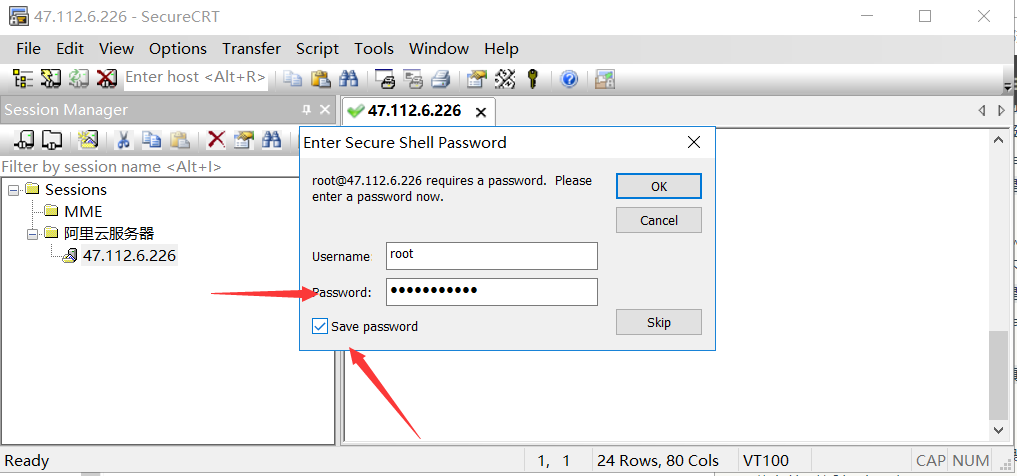 47.112.6.226 - SecureCRT
File Edit View Options Transfer Script Tools Window Help
Enter host <Alt+R>
Session Manager
47.112.6.226
Filter by session name <Alt+I>
Sessions
MME
阿里云服务器
47.112.6.226
Enter Secure Shell Password
root@47.112.6.226 requires a password. Please
enter a password now.
OK
Cancel
Username
root
Password:
●●●●●●●●●●●
Save password
Skip
Ready
1, 1
24 Rows, 80 Cols
VT100
CAP NUM